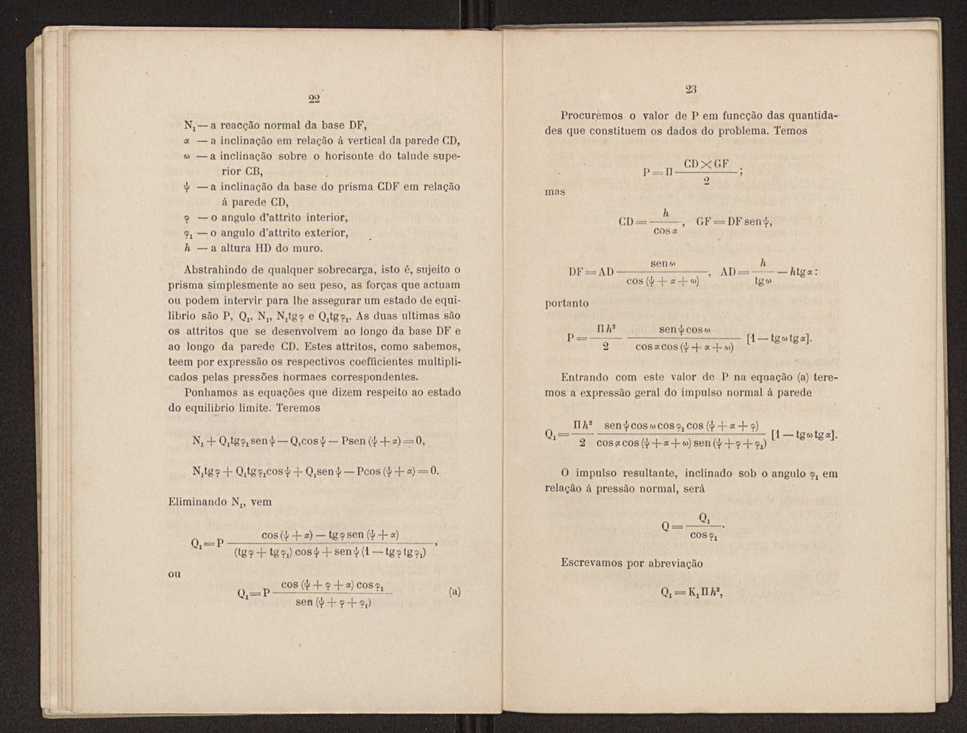 22
N₁ — a reacção normal da base DF,
α — a inclinação em relação á vertical da parede CD,
ω — a inclinação sobre o horisonte do talude supe-
rior CB,
ψ — a inclinação da base do prisma CDF em relação
á parede CD,
φ — o angulo d'attrito interior,
φ₁ — o angulo d'attrito exterior,
h — a altura HD do muro.
Abstrahindo de qualquer sobrecarga, isto é, sujeito o
prisma simplesmente ao seu peso, as forças que actuam
ou podem intervir para lhe assegurar um estado de equi-
librio são P, Q₁, N₁, N₁tgφ e Q₁tgφ₁. As duas ultimas são
os attritos que se desenvolvem ao longo da base DF e
ao longo da parede CD. Estes attritos, como sabemos,
teem por expressão os respectivos coefficientes multipli-
cados pelas pressões normaes correspondentes.
Ponhamos as equações que dizem respeito ao estado
do equilibrio limite. Teremos
N₁ + Q₁tgφ₁senψ — Q₁cosψ — Psen(ψ + α) = 0,
N₁tgφ + Q₁tgφ₁cosψ + Q₁senψ — Pcos(ψ + α) = 0.
Eliminando N₁, vem
Q₁ = P cos(ψ + α) — tgφ sen(ψ + α) / (tgφ + tgφ₁) cosψ + senψ (1 — tgφ tgφ₁),
ou
Q₁ = P cos(ψ + φ + α) cosφ₁ / sen(ψ + φ + φ₁) (a)
23
Procurêmos o valor de P em funcção das quantida-
des que constituem os dados do problema. Temos
P = Π CD × GF / 2 ;
mas
CD = h / cosα , GF = DF senψ,
DF = AD senω / cos(ψ + α + ω) , AD = h / tgω — htgα:
portanto
P = Πh² / 2 senψcosω / cosαcos(ψ + α + ω) [1 — tgωtgα].
Entrando com este valor de P na equação (a) tere-
mos a expressão geral do impulso normal á parede
Q₁ = Πh² / 2 senψcosωcosφ₁cos(ψ + α + φ) / cosαcos(ψ + α + ω)sen(ψ + φ + φ₁) [1 — tgωtgα].
O impulso resultante, inclinado sob o angulo φ₁ em
relação á pressão normal, será
Q = Q₁ / cosφ₁.
Escrevamos por abreviação
Q₁ = K₁Πh²,